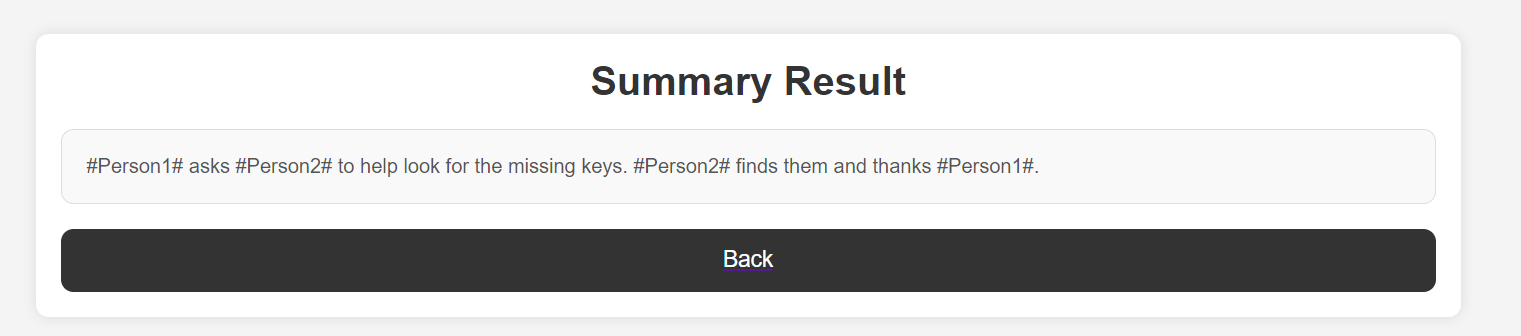 Summary Result
#Person1# asks #Person2# to help look for the missing keys. #Person2# finds them and thanks #Person1#.
Back